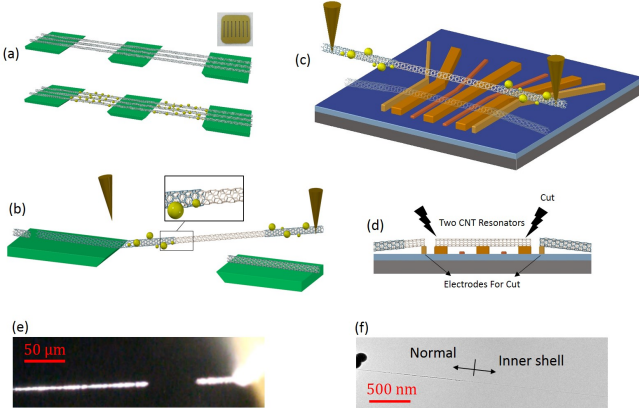 (a)
(b)
(c)
(d)
Cut
Two CNT Resonators
Electrodes For Cut
(e)
50 μm
(f)
Normal
Inner shell
500 nm